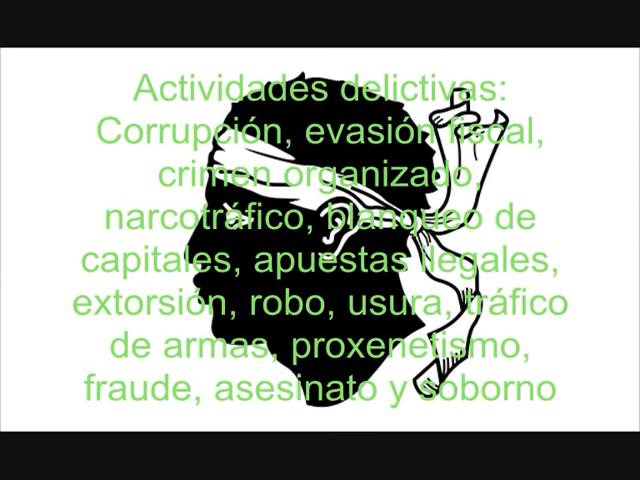 Actividades delictivas:
Corrupción, evasión fiscal,
crimen organizado,
narcotráfico, blanqueo de
capitales, apuestas ilegales,
extorsión, robo, usura, tráfico
de armas, proxenetismo,
fraude, asesinato y soborno